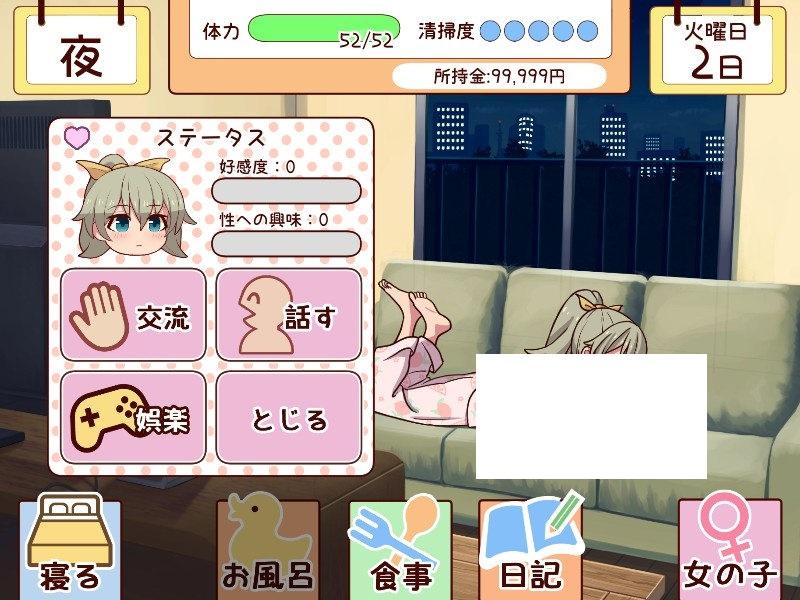 夜
体力
52/52
清掃度
所持金:99,999円
火曜日
2日
ステータス
好感度：0
性への興味：0
交流
話す
娯楽
とじる
寝る
お風呂
食事
日記
女の子